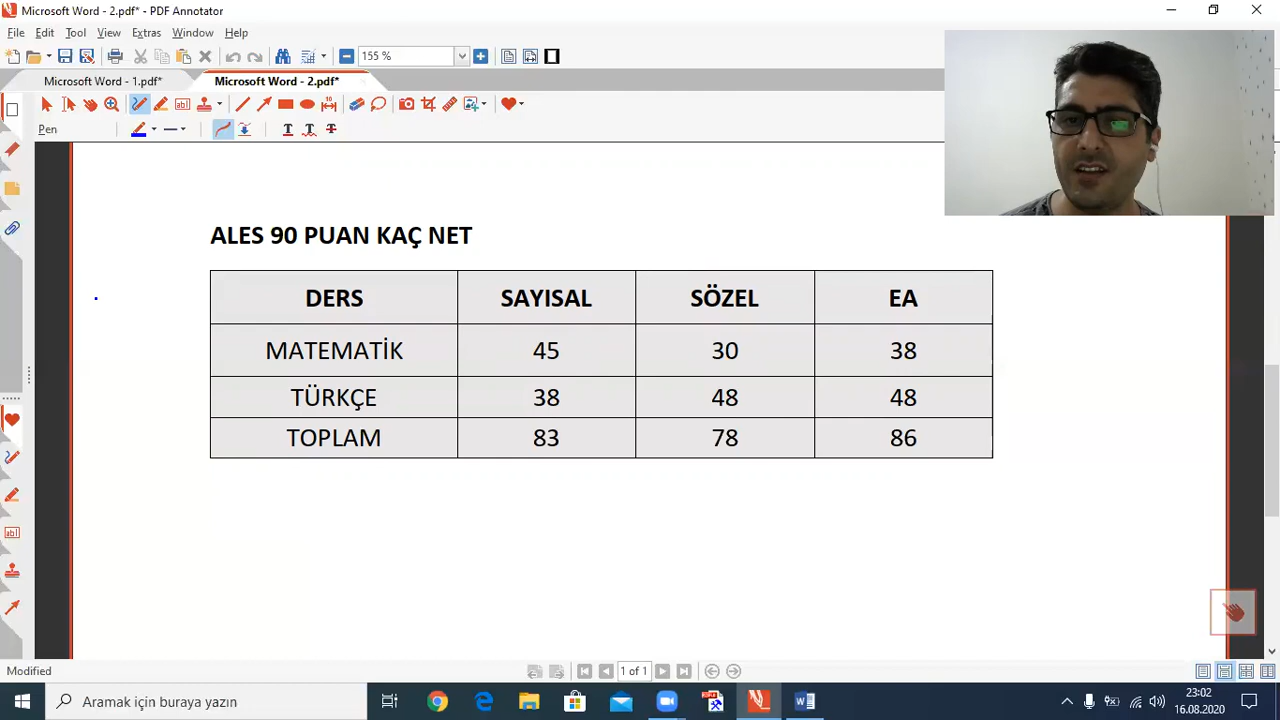 Microsoft Word - 2.pdf* - PDF Annotator
File Edit Tool View Extras Window Help
155 %
Microsoft Word - 1.pdf* Microsoft Word - 2.pdf*
Pen
ALES 90 PUAN KAÇ NET
DERS SAYISAL SÖZEL EA
MATEMATİK 45 30 38
TÜRKÇE 38 48 48
TOPLAM 83 78 86
Modified
1 of 1
Aramak için buraya yazın
23:02
16.08.2020